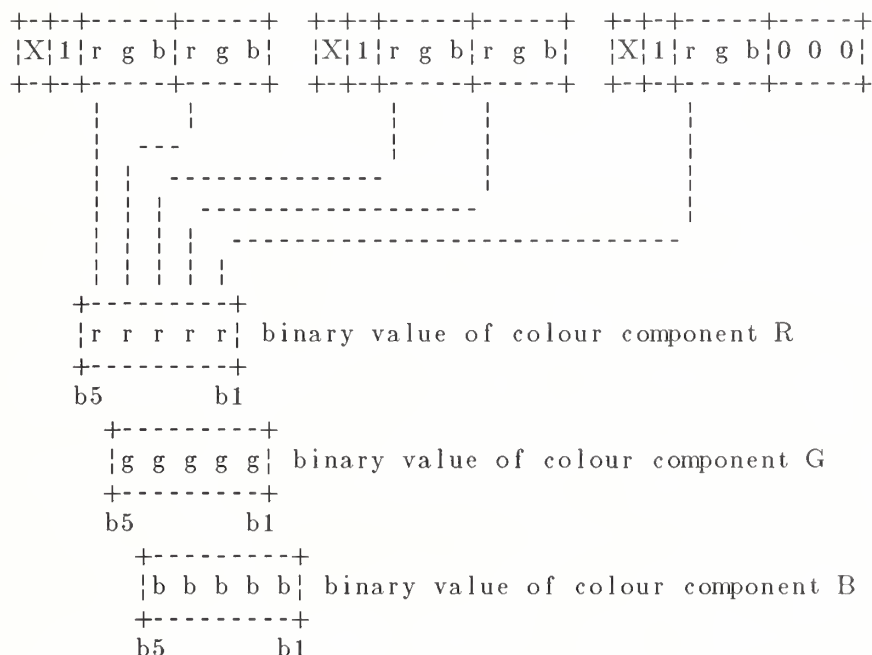 |X|1|r g b|r g b| |X|1|r g b|r g b| |X|1|r g b|0 0 0|
|r r r r r| binary value of colour component R
b5 b1
|g g g g g| binary value of colour component G
b5 b1
|b b b b b| binary value of colour component B
b5 b1